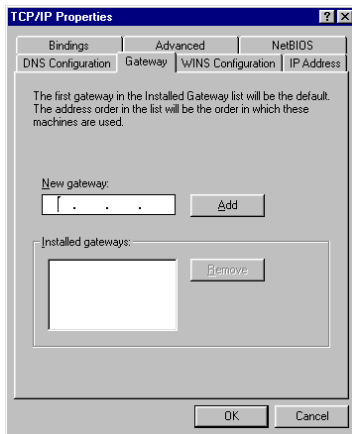 TCP/IP Properties
Bindings Advanced NetBIOS
DNS Configuration Gateway WINS Configuration IP Address
The first gateway in the Installed Gateway list will be the default.
The address order in the list will be the order in which these
machines are used.
New gateway:
. . . Add
Installed gateways:
Remove
OK Cancel